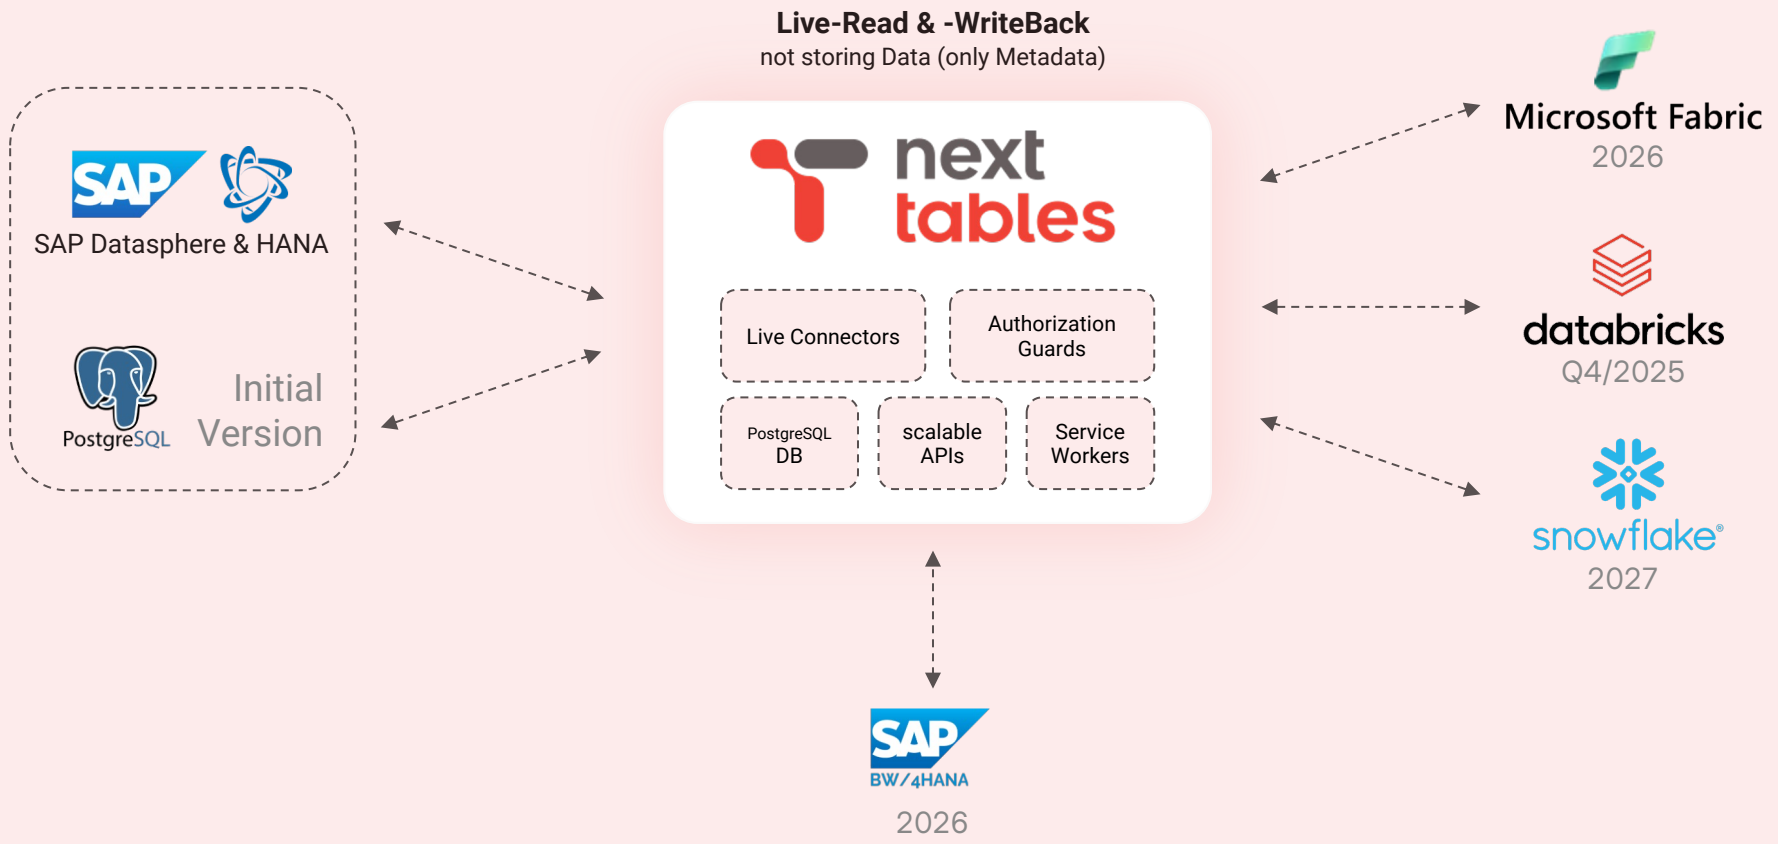 Live-Read & -WriteBack
not storing Data (only Metadata)
SAP
SAP Datasphere & HANA
PostgreSQL
Initial
Version
next
tables
Live Connectors
Authorization
Guards
PostgreSQL
DB
scalable
APIs
Service
Workers
Microsoft Fabric
2026
databricks
Q4/2025
snowflake®
2027
SAP
BW/4HANA
2026